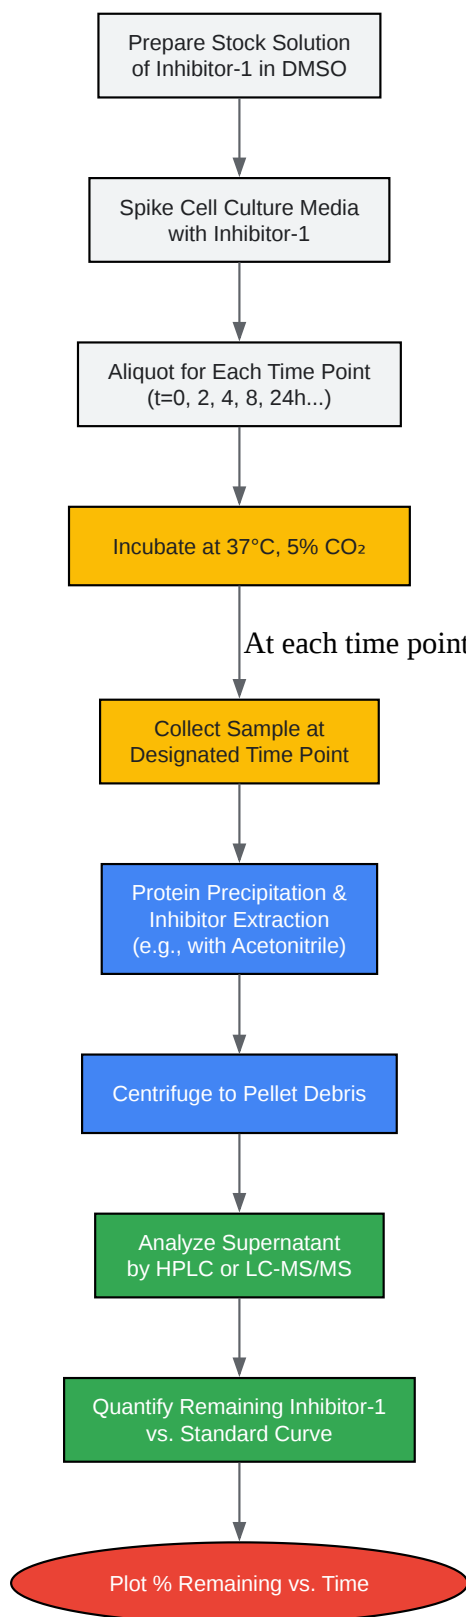 Prepare Stock Solution
of Inhibitor-1 in DMSO
Spike Cell Culture Media
with Inhibitor-1
Aliquot for Each Time Point
(t=0, 2, 4, 8, 24h...)
Incubate at 37°C, 5% CO₂
At each time point
Collect Sample at
Designated Time Point
Protein Precipitation &
Inhibitor Extraction
(e.g., with Acetonitrile)
Centrifuge to Pellet Debris
Analyze Supernatant
by HPLC or LC-MS/MS
Quantify Remaining Inhibitor-1
vs. Standard Curve
Plot % Remaining vs. Time